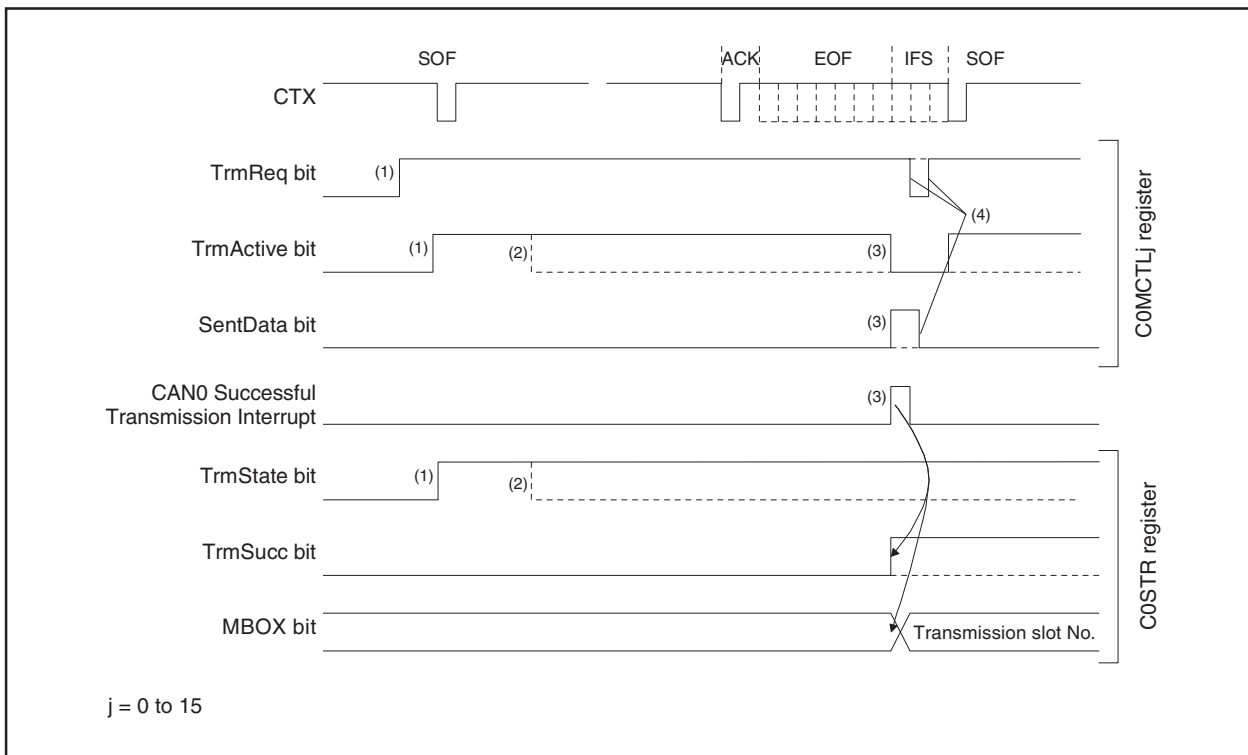 SOF ACK EOF IFS SOF
CTX
TrmReq bit (1)
(4)
TrmActive bit (1) (2) (3)
SentData bit (3)
C0MCTLj register
CAN0 Successful
Transmission Interrupt (3)
TrmState bit (1) (2)
TrmSucc bit
MBOX bit Transmission slot No.
C0STR register
j = 0 to 15